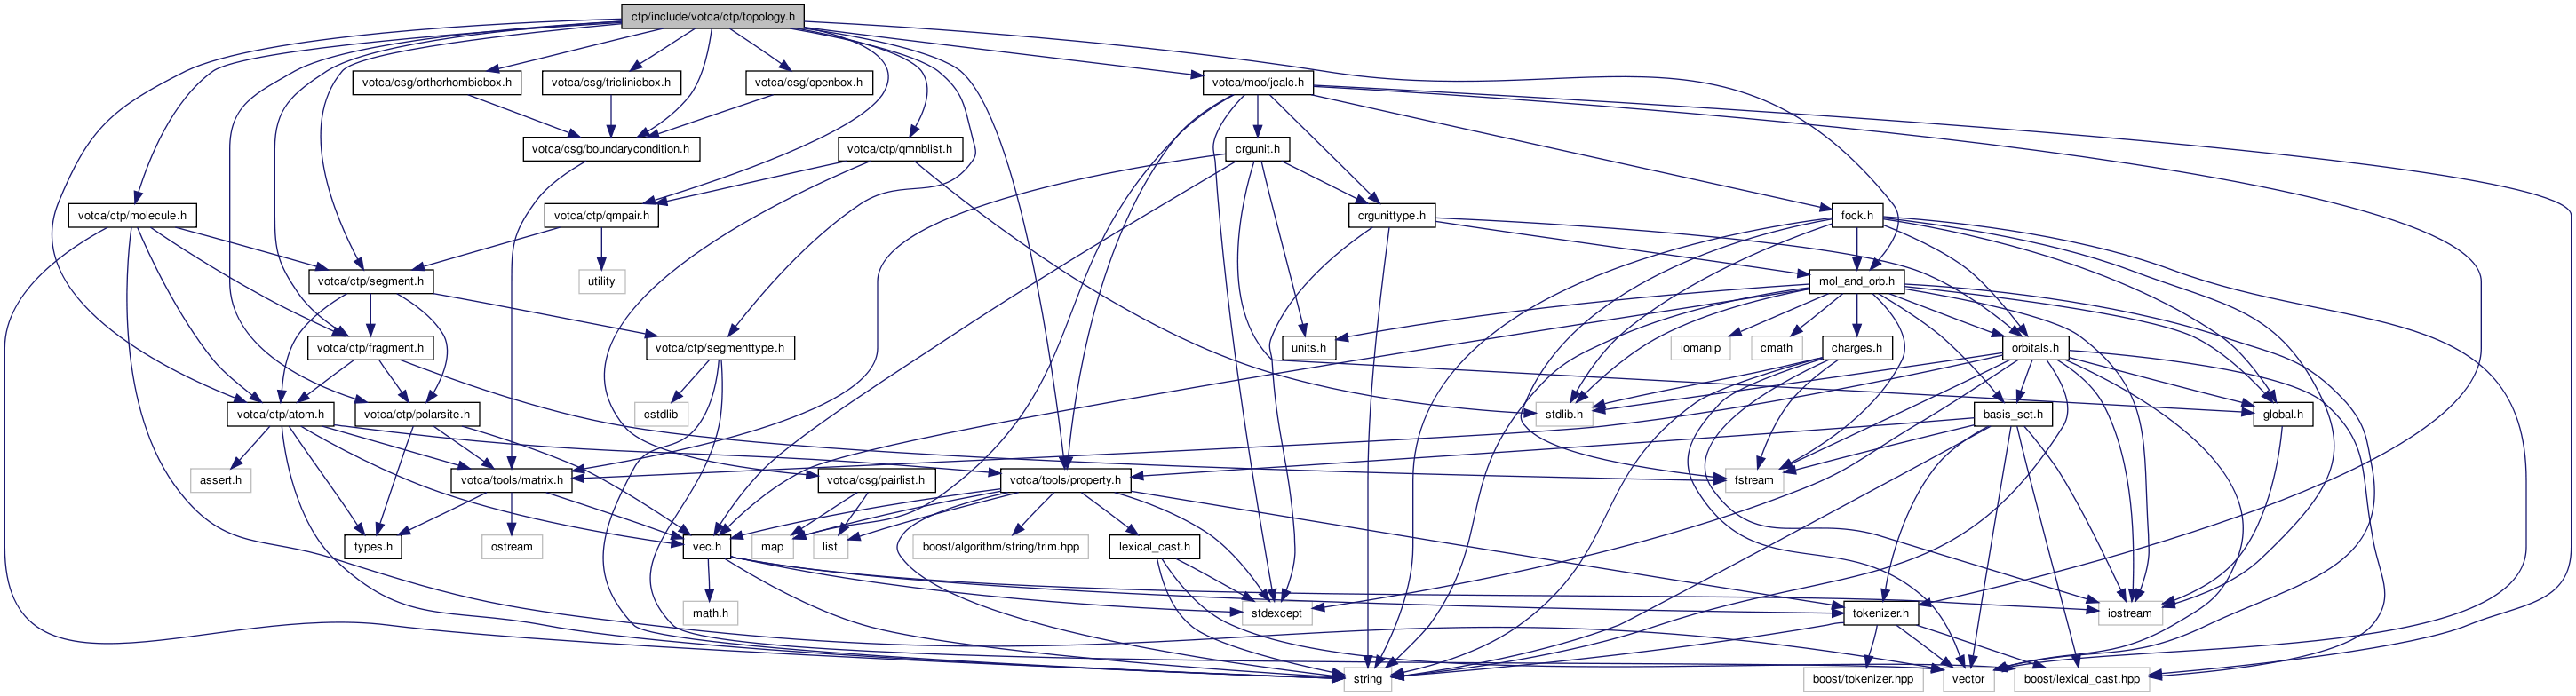 ctp/include/votca/ctp/topology.h
votca/csg/orthorhombicbox.h
votca/csg/triclinicbox.h
votca/csg/openbox.h
votca/moo/jcalc.h
votca/csg/boundarycondition.h
votca/ctp/qmnblist.h
crgunit.h
votca/ctp/molecule.h
votca/ctp/qmpair.h
crgunittype.h
fock.h
votca/ctp/segment.h
utility
mol_and_orb.h
votca/ctp/fragment.h
votca/ctp/segmenttype.h
units.h
iomanip
cmath
charges.h
orbitals.h
votca/ctp/atom.h
votca/ctp/polarsite.h
cstdlib
stdlib.h
basis_set.h
global.h
assert.h
votca/tools/matrix.h
votca/csg/pairlist.h
votca/tools/property.h
fstream
types.h
ostream
vec.h
map
list
boost/algorithm/string/trim.hpp
lexical_cast.h
math.h
stdexcept
tokenizer.h
iostream
string
boost/tokenizer.hpp
vector
boost/lexical_cast.hpp